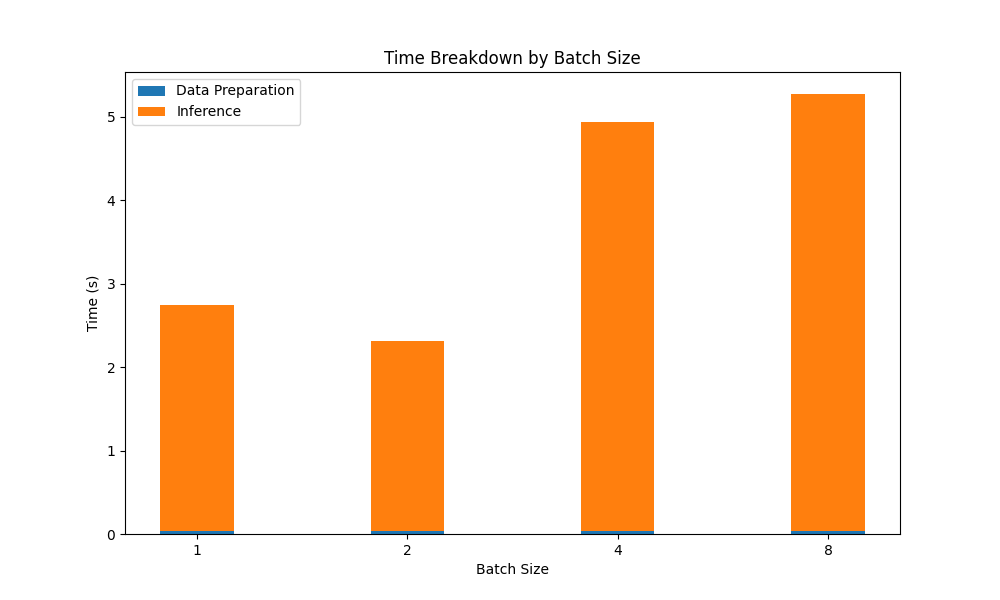 Time Breakdown by Batch Size
Data Preparation
Inference
5
4
3
2
1
0
Time (s)
1 2 4 8
Batch Size